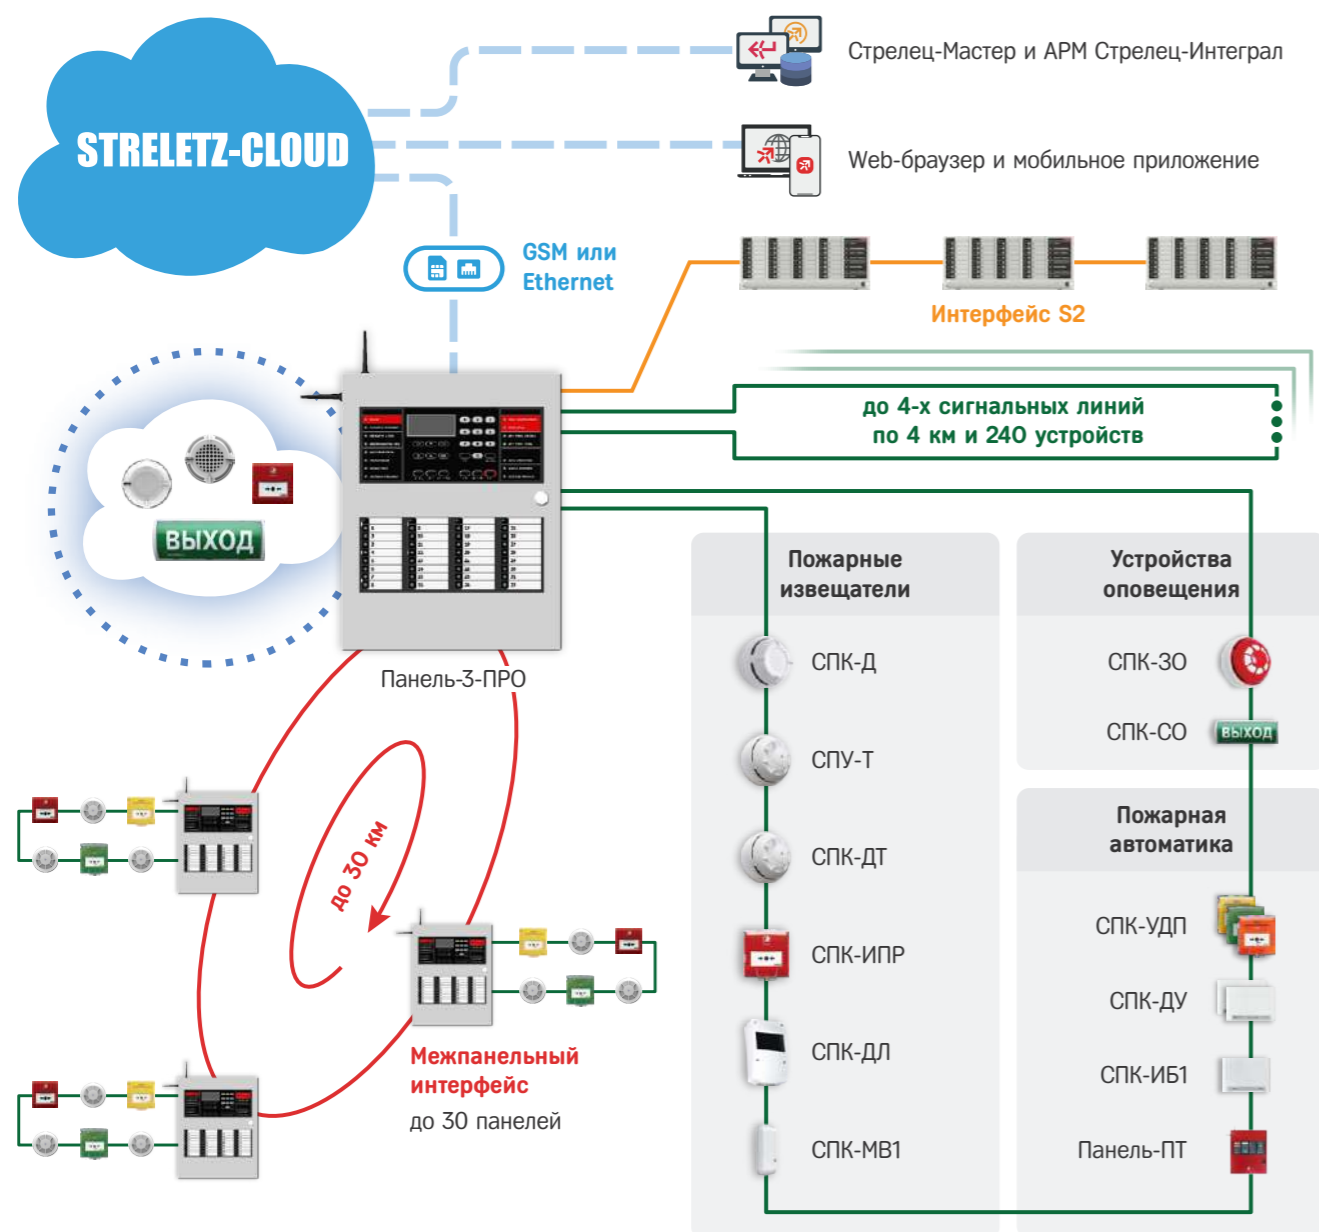 Стрелец-Мастер и АРМ Стрелец-Интеграл
STRELETZ-CLOUD
Web-браузер и мобильное приложение
GSM или
Ethernet
Интерфейс S2
до 4-х сигнальных линий
по 4 км и 240 устройств
ВЫХОД
Панель-3-ПРО
Пожарные
извещатели
СПК-Д
СПУ-Т
СПК-ДТ
СПК-ИПР
СПК-ДЛ
СПК-МВ1
Устройства
оповещения
СПК-ЗО
СПК-СО
ВЫХОД
Пожарная
автоматика
СПК-УДП
СПК-ДУ
СПК-ИБ1
Панель-ПТ
до 30 км
Межпанельный
интерфейс
до 30 панелей